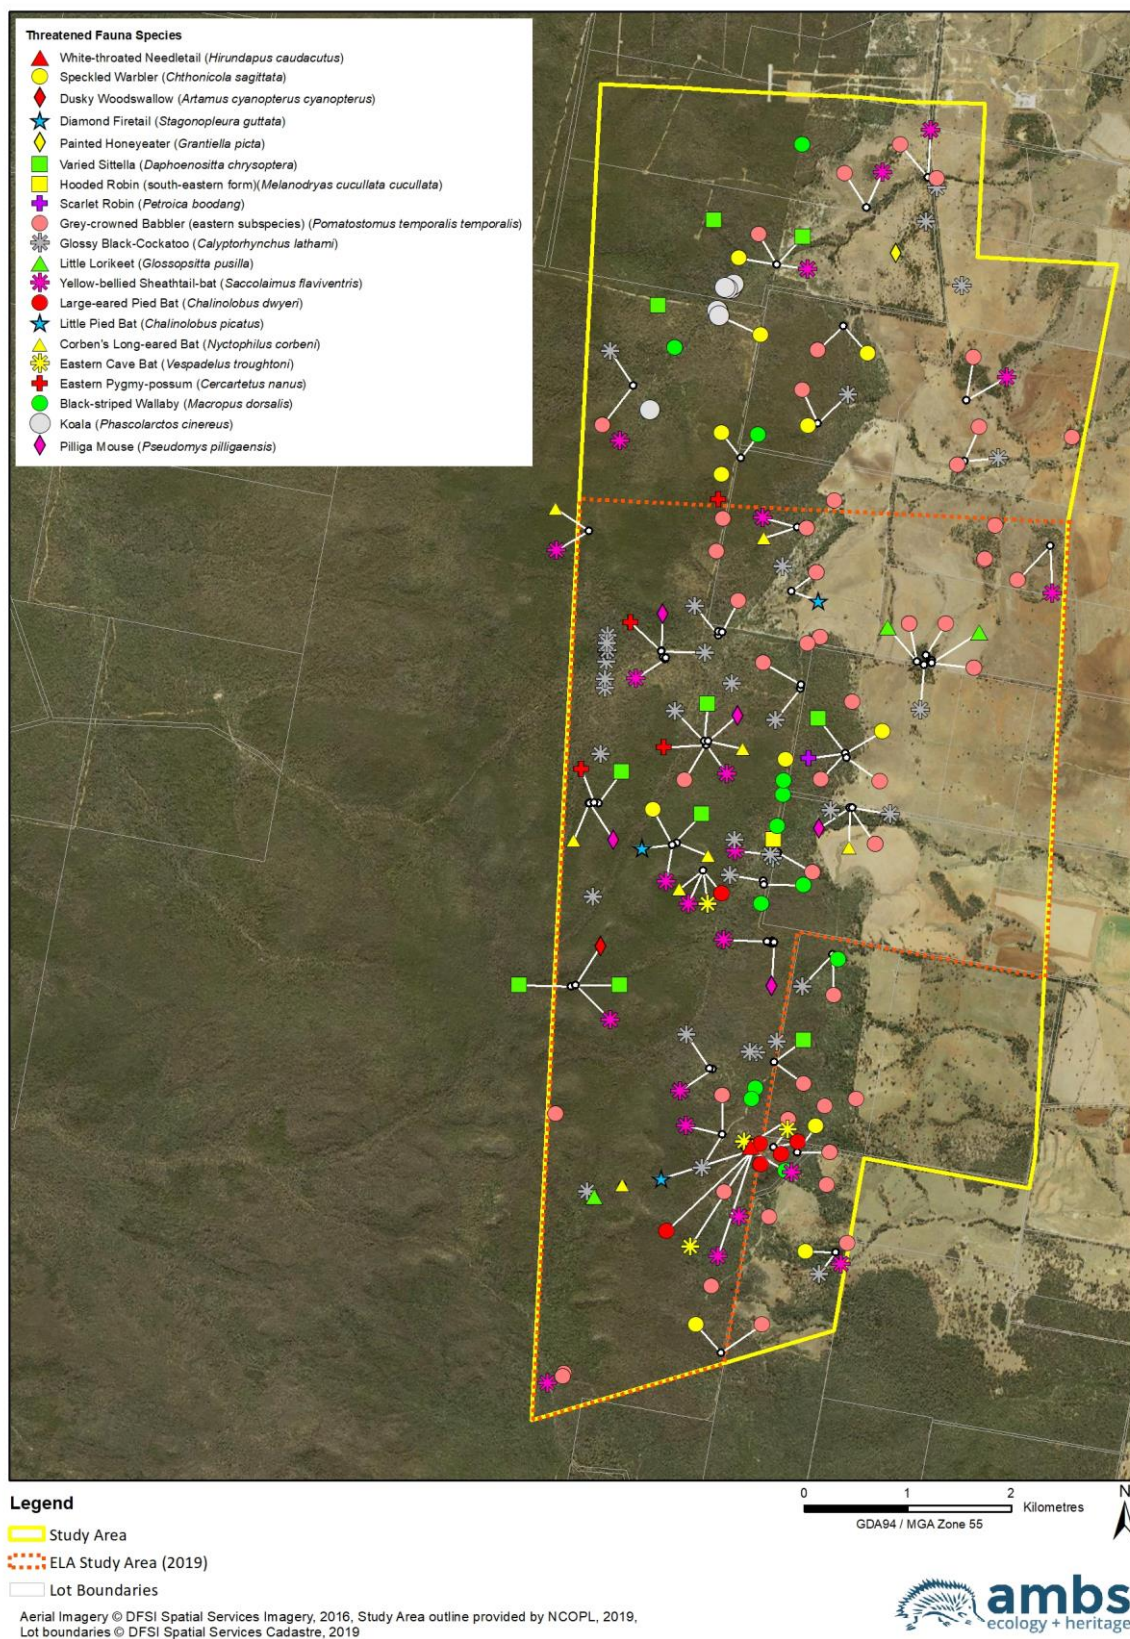 Threatened Fauna Species
White-throated Needletail (Hirundapus caudacutus)
Speckled Warbler (Chthonicola sagittata)
Dusky Woodswallow (Artamus cyanopterus cyanopterus)
Diamond Firetail (Stagonopleura guttata)
Painted Honeyeater (Grantiella picta)
Varied Sittella (Daphoenositta chrysoptera)
Hooded Robin (south-eastern form)(Melanodryas cucullata cucullata)
Scarlet Robin (Petroica boodang)
Grey-crowned Babbler (eastern subspecies) (Pomatostomus temporalis temporalis)
Glossy Black-Cockatoo (Calyptorhynchus lathami)
Little Lorikeet (Glossopsitta pusilla)
Yellow-bellied Sheathtail-bat (Saccolaimus flaviventris)
Large-eared Pied Bat (Chalinolobus dwyeri)
Little Pied Bat (Chalinolobus picatus)
Corben's Long-eared Bat (Nyctophilus corbeni)
Eastern Cave Bat (Vespadelus troughtoni)
Eastern Pygmy-possum (Cercartetus nanus)
Black-striped Wallaby (Macropus dorsalis)
Koala (Phascolarctos cinereus)
Pilliga Mouse (Pseudomys pilligaensis)
Legend
Study Area
ELA Study Area (2019)
Lot Boundaries
Aerial Imagery © DFSI Spatial Services Imagery, 2016, Study Area outline provided by NCOPL, 2019,
Lot boundaries © DFSI Spatial Services Cadastre, 2019
0 1 2
Kilometres
GDA94 / MGA Zone 55
N
ambs
ecology + heritage